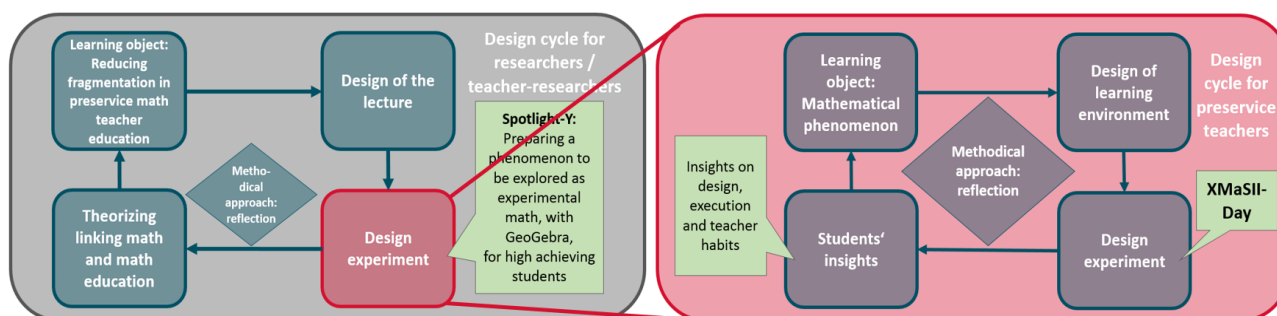 Learning object:
Reducing
fragmentation in
preservice math
teacher
education
Design of the
lecture
Design cycle for
researchers /
teacher-researchers
Spotlight-Y:
Preparing a
phenomenon to
be explored as
experimental
math, with
GeoGebra,
for high achieving
students
Metho-
dical
approach:
reflection
Theorizing
linking math
and math
education
Design
experiment
Learning
object:
Mathematical
phenomenon
Design of
learning
environment
Design
cycle for
preservice
teachers
Methodical
approach:
reflection
Insights on
design,
execution
and teacher
habits
Students‘
insights
Design
experiment
XMaSII-
Day